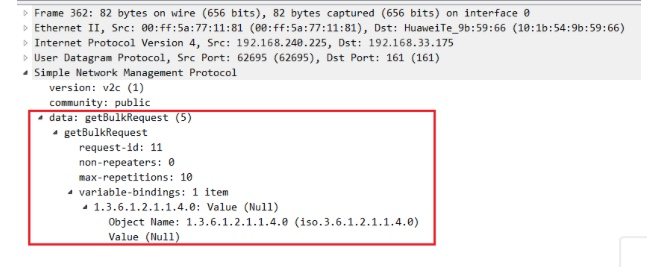 Frame 362: 82 bytes on wire (656 bits), 82 bytes captured (656 bits) on interface 0
Ethernet II, Src: 00:ff:5a:77:11:81 (00:ff:5a:77:11:81), Dst: HuaweiTe_9b:59:66 (10:1b:54:9b:59:66)
Internet Protocol Version 4, Src: 192.168.240.225, Dst: 192.168.33.175
User Datagram Protocol, Src Port: 62695 (62695), Dst Port: 161 (161)
Simple Network Management Protocol
version: v2c (1)
community: public
data: getBulkRequest (5)
getBulkRequest
request-id: 11
non-repeaters: 0
max-repetitions: 10
variable-bindings: 1 item
1.3.6.1.2.1.1.4.0: Value (Null)
Object Name: 1.3.6.1.2.1.1.4.0 (iso.3.6.1.2.1.1.4.0)
Value (Null)